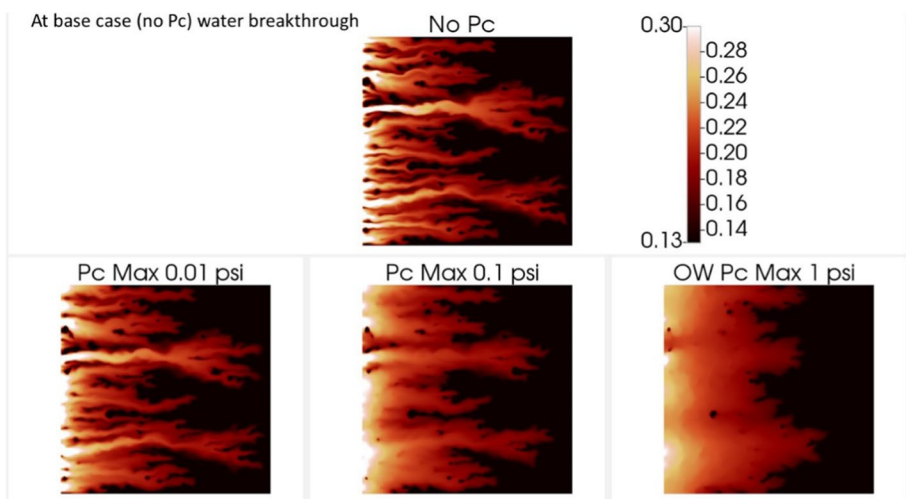 At base case (no Pc) water breakthrough
No Pc
0.30
0.28
0.26
0.24
0.22
0.20
0.18
0.16
0.14
0.13
Pc Max 0.01 psi
Pc Max 0.1 psi
OW Pc Max 1 psi